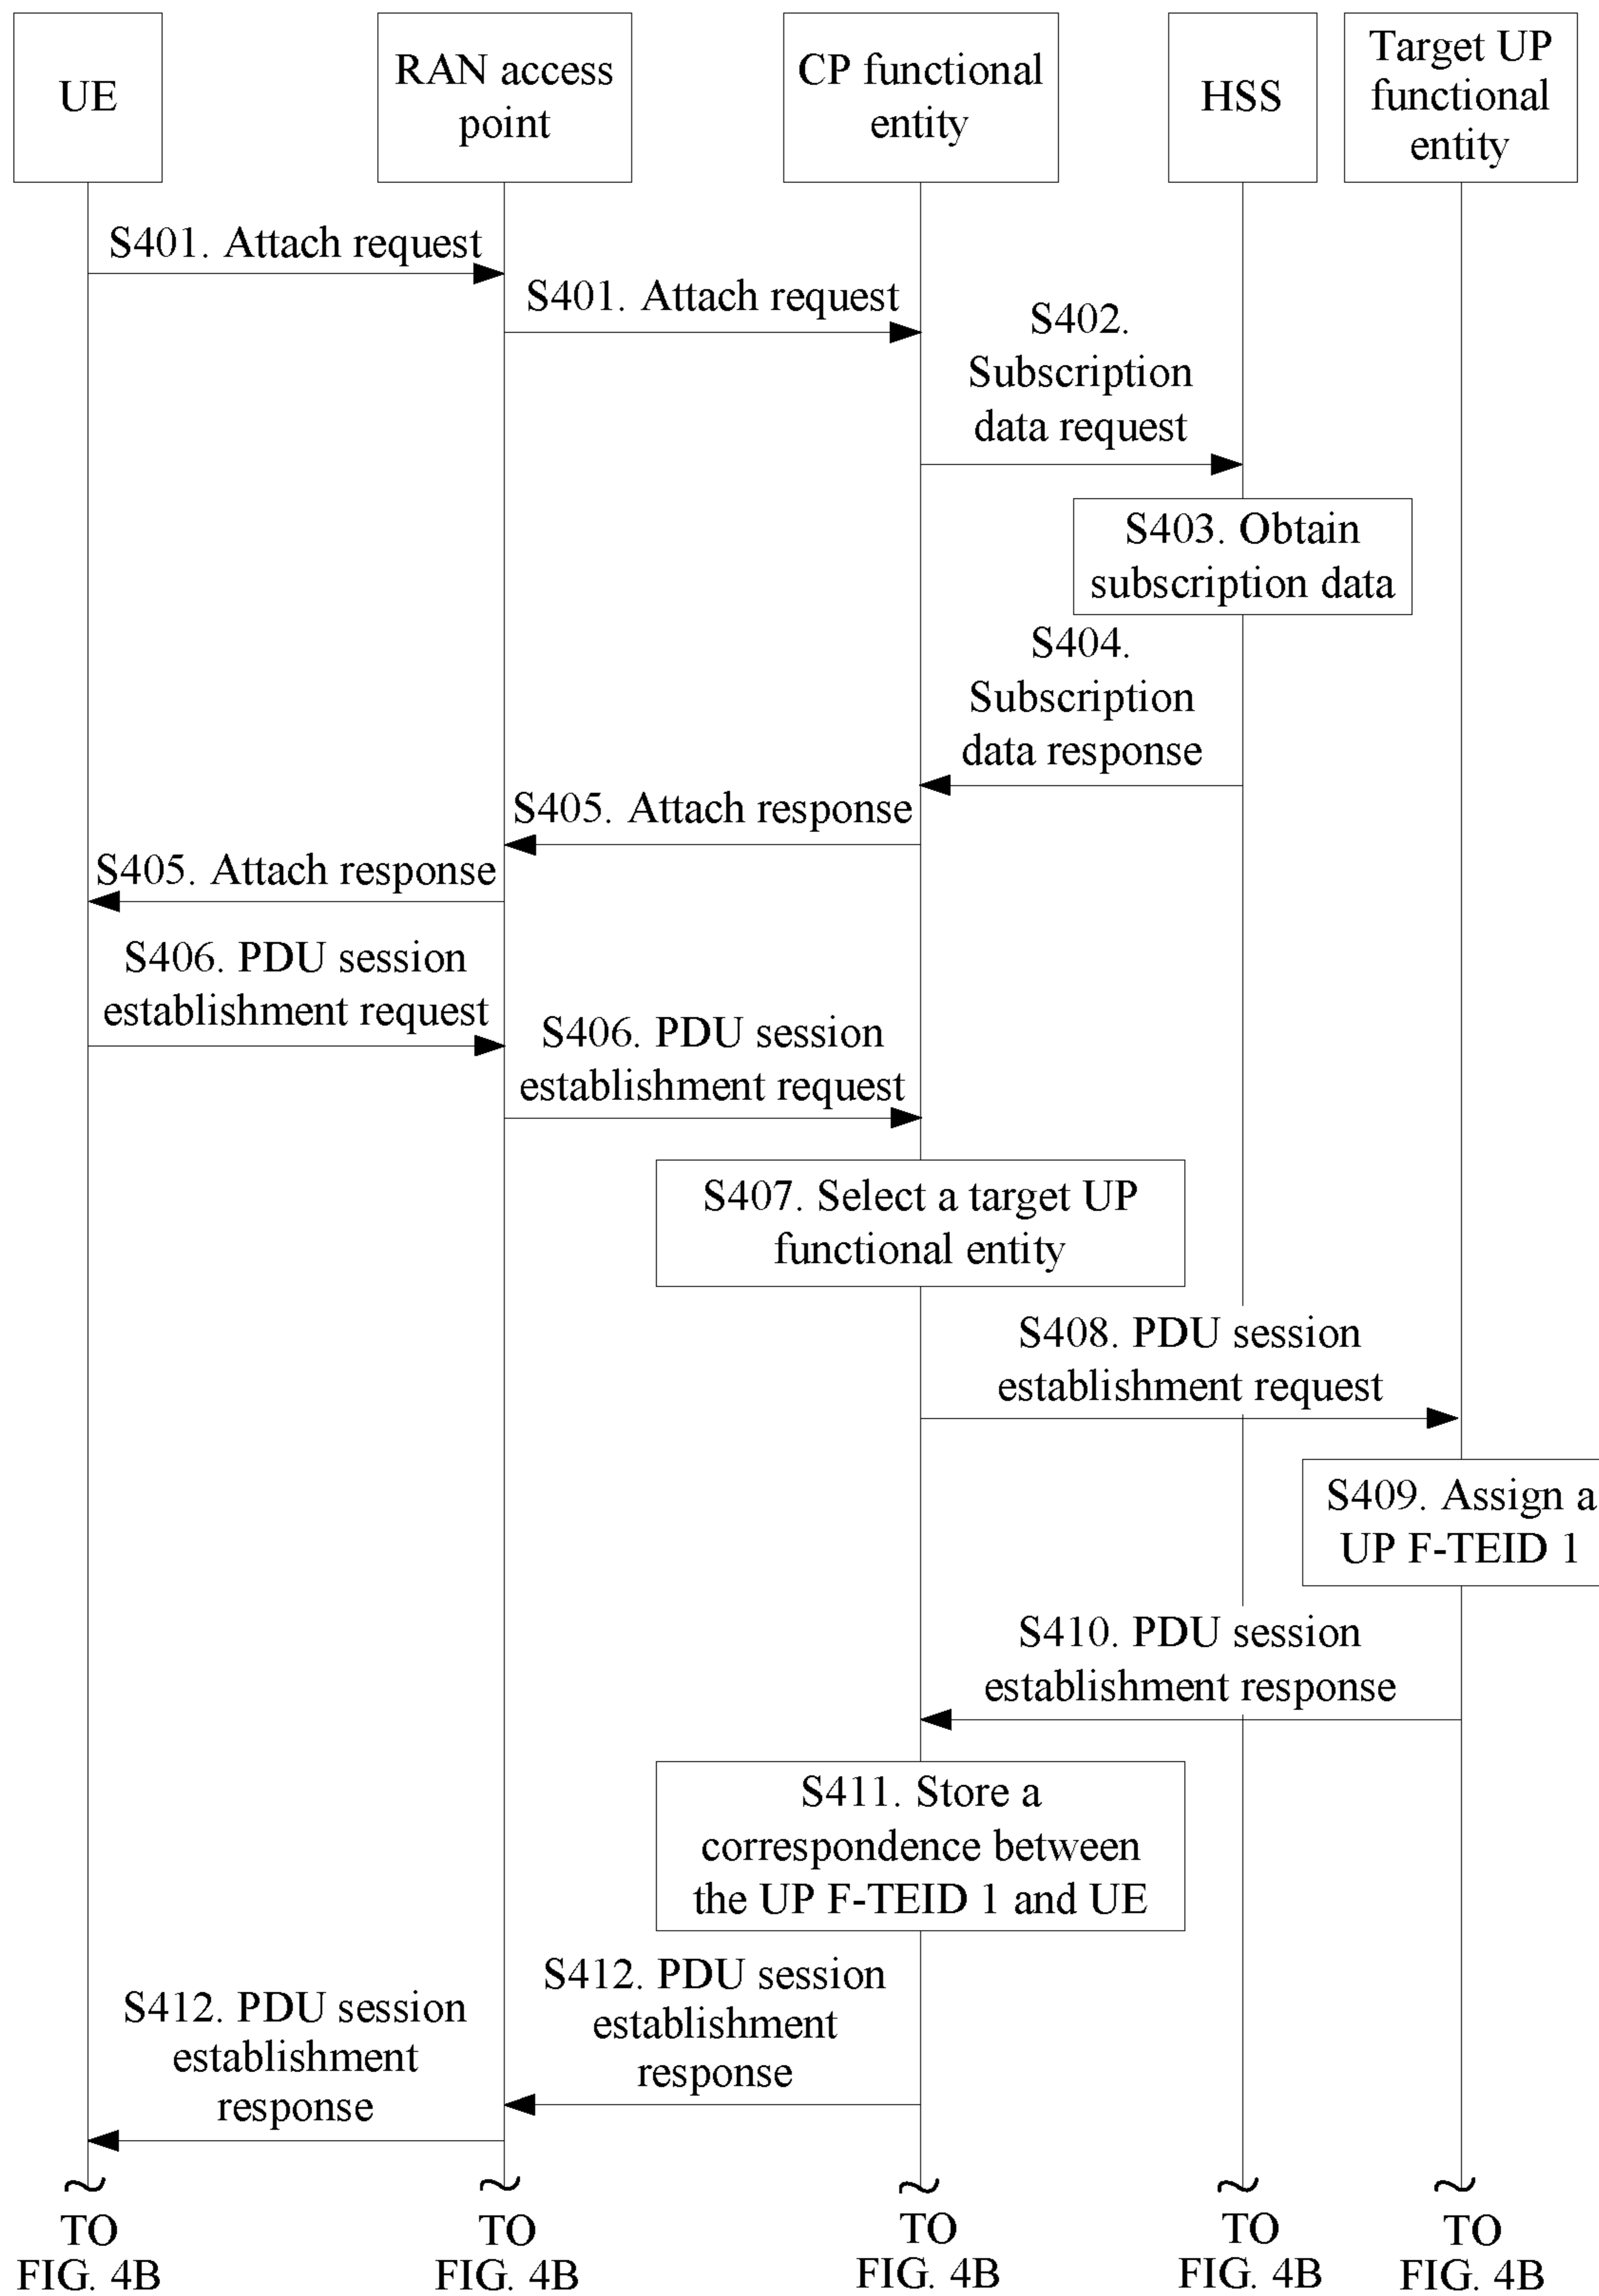 UE
RAN access
point
CP functional
entity
HSS
Target UP
functional
entity
S401. Attach request
S401. Attach request
S402.
Subscription
data request
S403. Obtain
subscription data
S404.
Subscription
data response
S405. Attach response
S405. Attach response
S406. PDU session
establishment request
S406. PDU session
establishment request
S407. Select a target UP
functional entity
S408. PDU session
establishment request
S409. Assign a
UP F-TEID 1
S410. PDU session
establishment response
S411. Store a
correspondence between
the UP F-TEID 1 and UE
S412. PDU session
establishment
response
S412. PDU session
establishment
response
TO
FIG. 4B
TO
FIG. 4B
TO
FIG. 4B
TO
FIG. 4B
TO
FIG. 4B